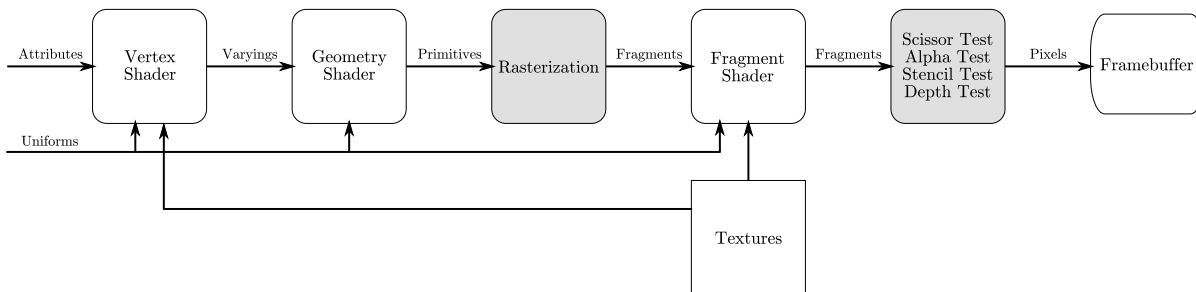 Attributes
Vertex
Shader
Varyings
Geometry
Shader
Primitives
Rasterization
Fragments
Fragment
Shader
Fragments
Scissor Test
Alpha Test
Stencil Test
Depth Test
Pixels
Framebuffer
Uniforms
Textures